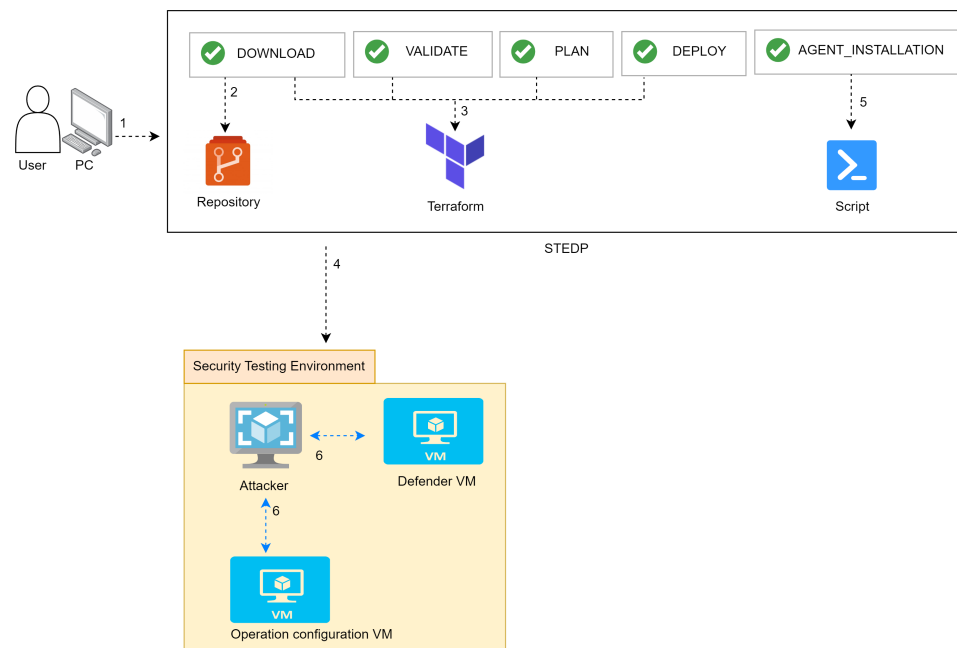 DOWNLOAD
VALIDATE
PLAN
DEPLOY
AGENT_INSTALLATION
1
2
3
5
User
PC
Repository
Terraform
Script
STEDP
4
Security Testing Environment
VM
6
Attacker
Defender VM
6
VM
Operation configuration VM